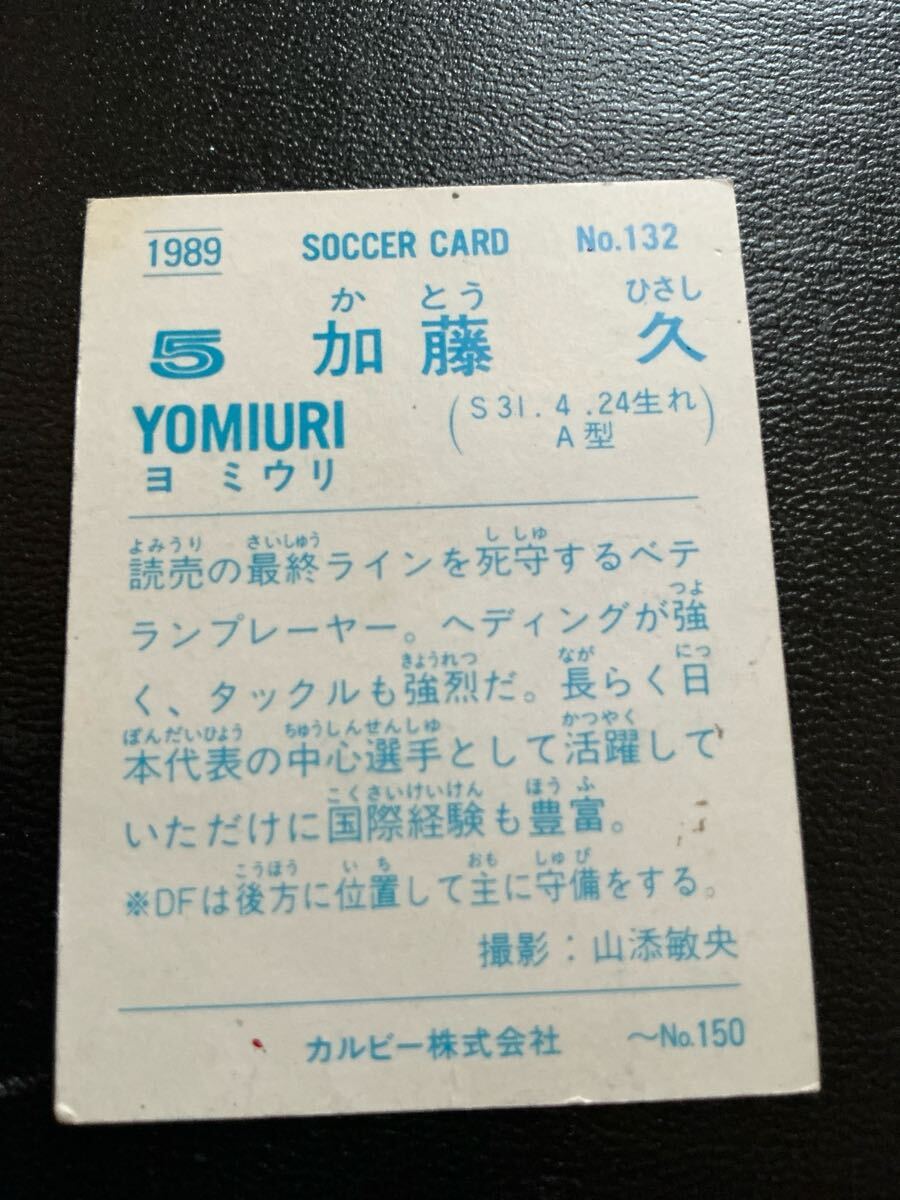 1989 SOCCER CARD No.132
か とう ひさし
5 加藤 久
YOMIURI (S31.4.24生れ
ヨミウリ A型)
よみうり さいしゅう し しゅ
読売の最終ラインを死守するベテ
つよ
ランプレーヤー。ヘディングが強
きょうれつ なが にっ
く、タックルも強烈だ。長らく日
ぽんだいひょう ちゅうしんせんしゅ かつやく
本代表の中心選手として活躍して
こくさいけいけん ほう ふ
いただけに国際経験も豊富。
こうほう い ち おも しゅ び
※DFは後方に位置して主に守備をする。
撮影:山添敏央
カルビー株式会社 〜No.150